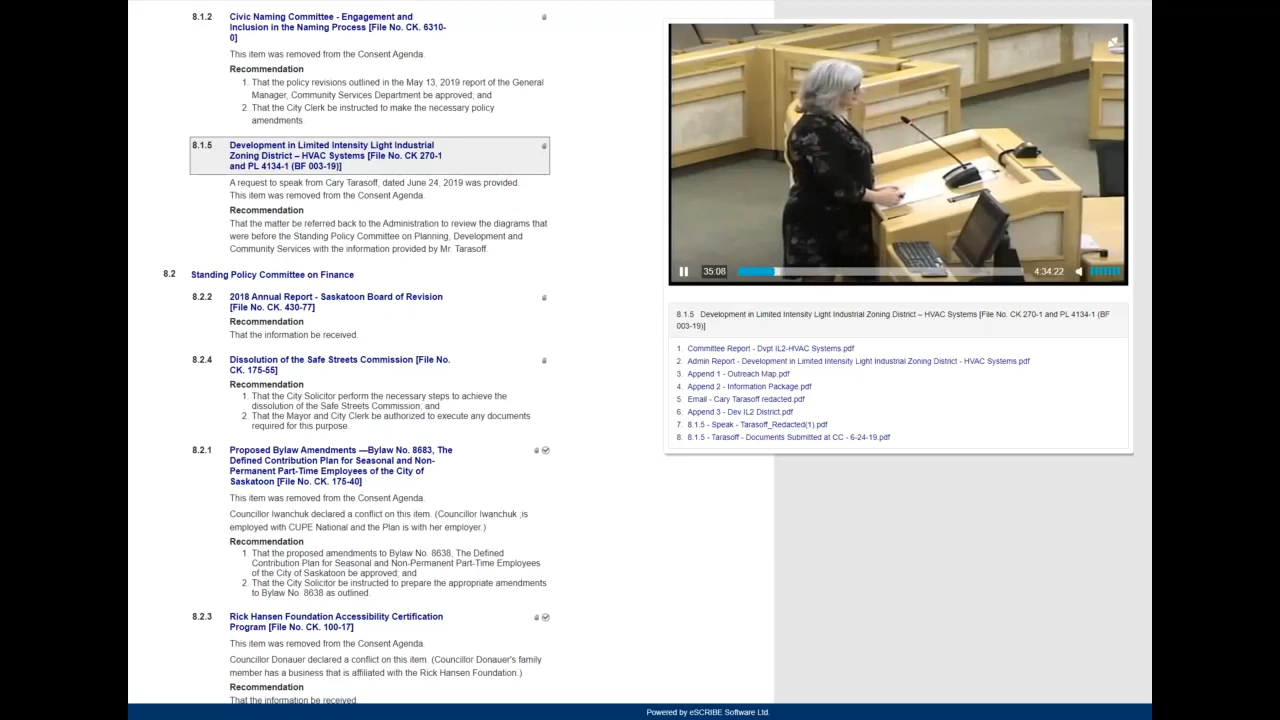 8.1.2 Civic Naming Committee - Engagement and
Inclusion in the Naming Process [File No. CK. 6310-
0]
This item was removed from the Consent Agenda.
Recommendation
1. That the policy revisions outlined in the May 13, 2019 report of the General
Manager, Community Services Department be approved; and
2. That the City Clerk be instructed to make the necessary policy
amendments.
8.1.5 Development in Limited Intensity Light Industrial
Zoning District – HVAC Systems [File No. CK 270-1
and PL 4134-1 (BF 003-19)]
A request to speak from Cary Tarasoff, dated June 24, 2019 was provided.
This item was removed from the Consent Agenda.
Recommendation
That the matter be referred back to the Administration to review the diagrams that
were before the Standing Policy Committee on Planning, Development and
Community Services with the information provided by Mr. Tarasoff.
8.2 Standing Policy Committee on Finance
8.2.2 2018 Annual Report - Saskatoon Board of Revision
[File No. CK. 430-77]
Recommendation
That the information be received.
8.2.4 Dissolution of the Safe Streets Commission [File No.
CK. 175-55]
Recommendation
1. That the City Solicitor perform the necessary steps to achieve the
dissolution of the Safe Streets Commission, and
2. That the Mayor and City Clerk be authorized to execute any documents
required for this purpose.
8.2.1 Proposed Bylaw Amendments —Bylaw No. 8683, The
Defined Contribution Plan for Seasonal and Non-
Permanent Part-Time Employees of the City of
Saskatoon [File No. CK. 175-40]
This item was removed from the Consent Agenda.
Councillor Iwanchuk declared a conflict on this item. (Councillor Iwanchuk ;is
employed with CUPE National and the Plan is with her employer.)
Recommendation
1. That the proposed amendments to Bylaw No. 8638, The Defined
Contribution Plan for Seasonal and Non-Permanent Part-Time Employees
of the City of Saskatoon be approved; and
2. That the City Solicitor be instructed to prepare the appropriate amendments
to Bylaw No. 8638 as outlined.
8.2.3 Rick Hansen Foundation Accessibility Certification
Program [File No. CK. 100-17]
This item was removed from the Consent Agenda.
Councillor Donauer declared a conflict on this item. (Councillor Donauer's family
member has a business that is affiliated with the Rick Hansen Foundation.)
Recommendation
That the information be received.
35:08
4:34:22
8.1.5 Development in Limited Intensity Light Industrial Zoning District – HVAC Systems [File No. CK 270-1 and PL 4134-1 (BF
003-19)]
1. Committee Report - Dvpt IL2-HVAC Systems.pdf
2. Admin Report - Development in Limited Intensity Light Industrial Zoning District - HVAC Systems.pdf
3. Append 1 - Outreach Map.pdf
4. Append 2 - Information Package.pdf
5. Email - Cary Tarasoff redacted.pdf
6. Append 3 - Dev IL2 District.pdf
7. 8.1.5 - Speak - Tarasoff_Redacted(1).pdf
8. 8.1.5 - Tarasoff - Documents Submitted at CC - 6-24-19.pdf
Powered by eSCRIBE Software Ltd.